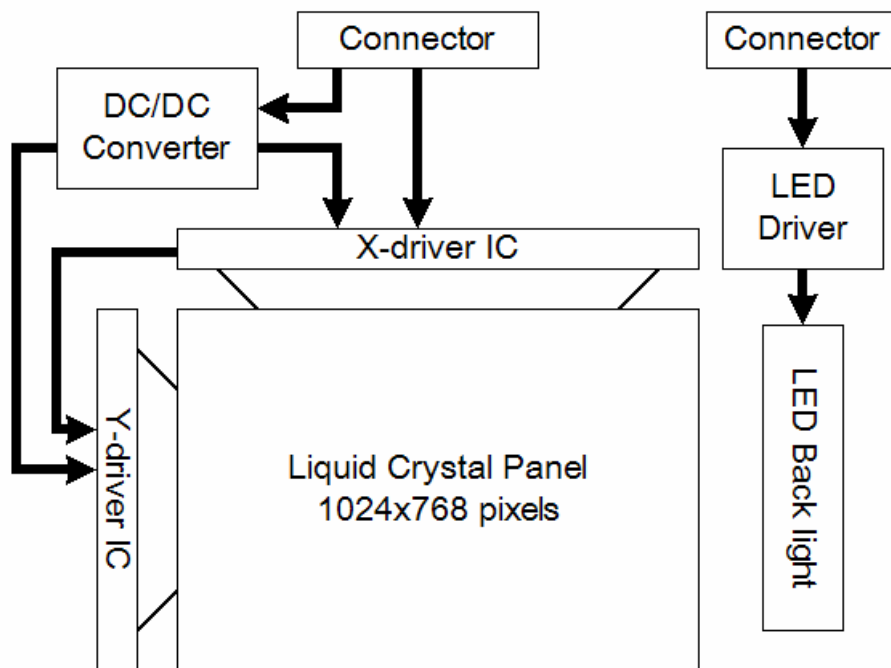 Connector
Connector
DC/DC
Converter
LED
Driver
X-driver IC
Y-driver IC
Liquid Crystal Panel
1024x768 pixels
LED Back light